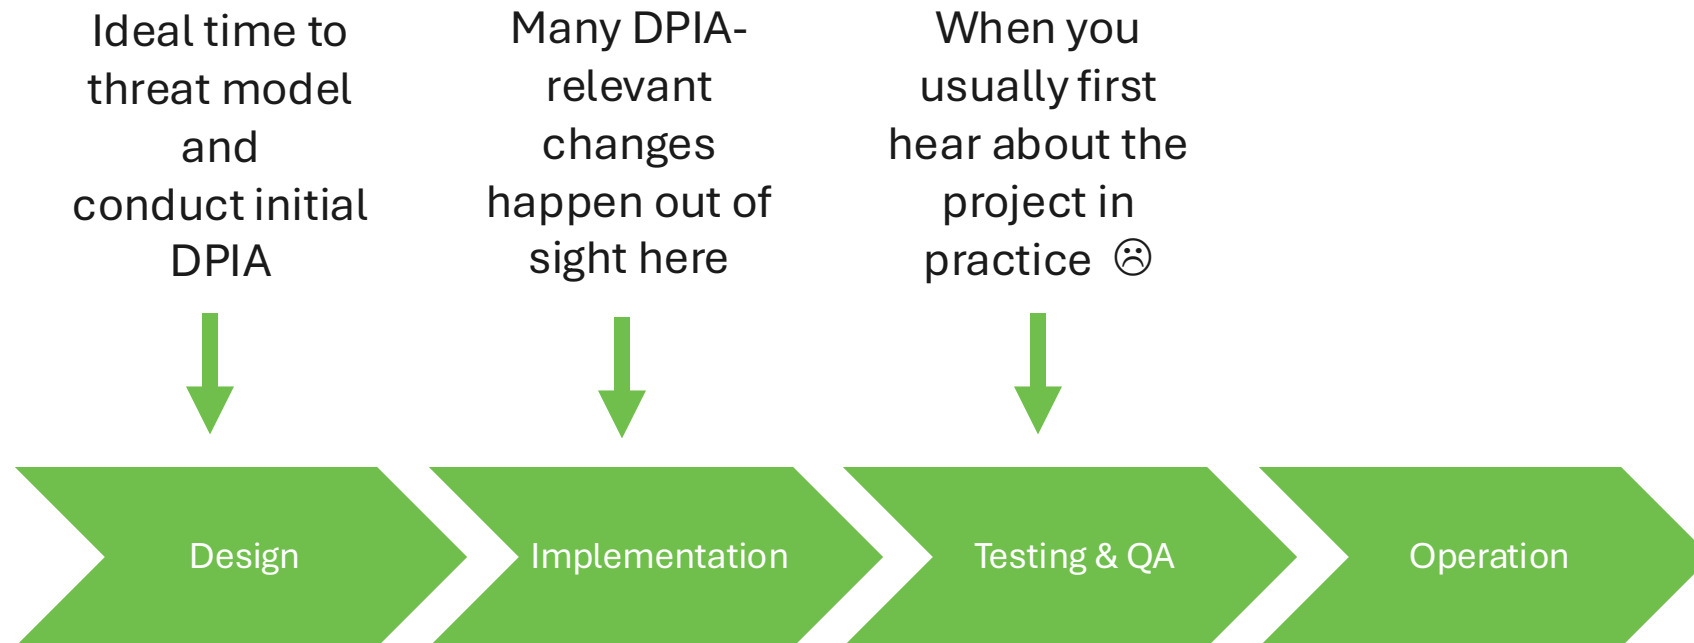 Ideal time to
threat model
and
conduct initial
DPIA
Many DPIA-
relevant
changes
happen out of
sight here
When you
usually first
hear about the
project in
practice ☹
Design
Implementation
Testing & QA
Operation